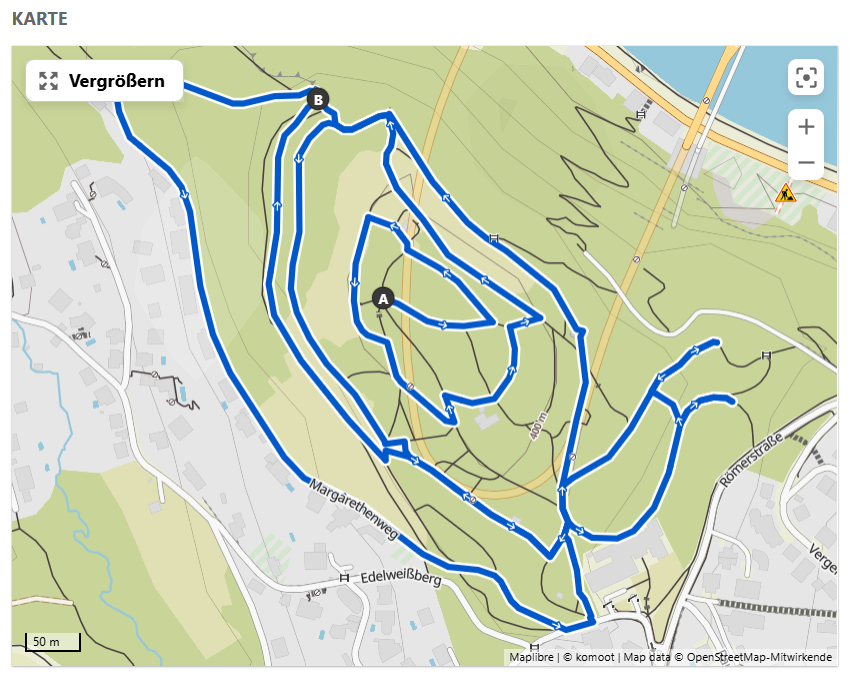 KARTE
Vergrößern
B
A
400 m
Römerstraße
Margarethenweg
Verge
Edelweißberg
50 m
Maplibre | © komoot | Map data © OpenStreetMap-Mitwirkende